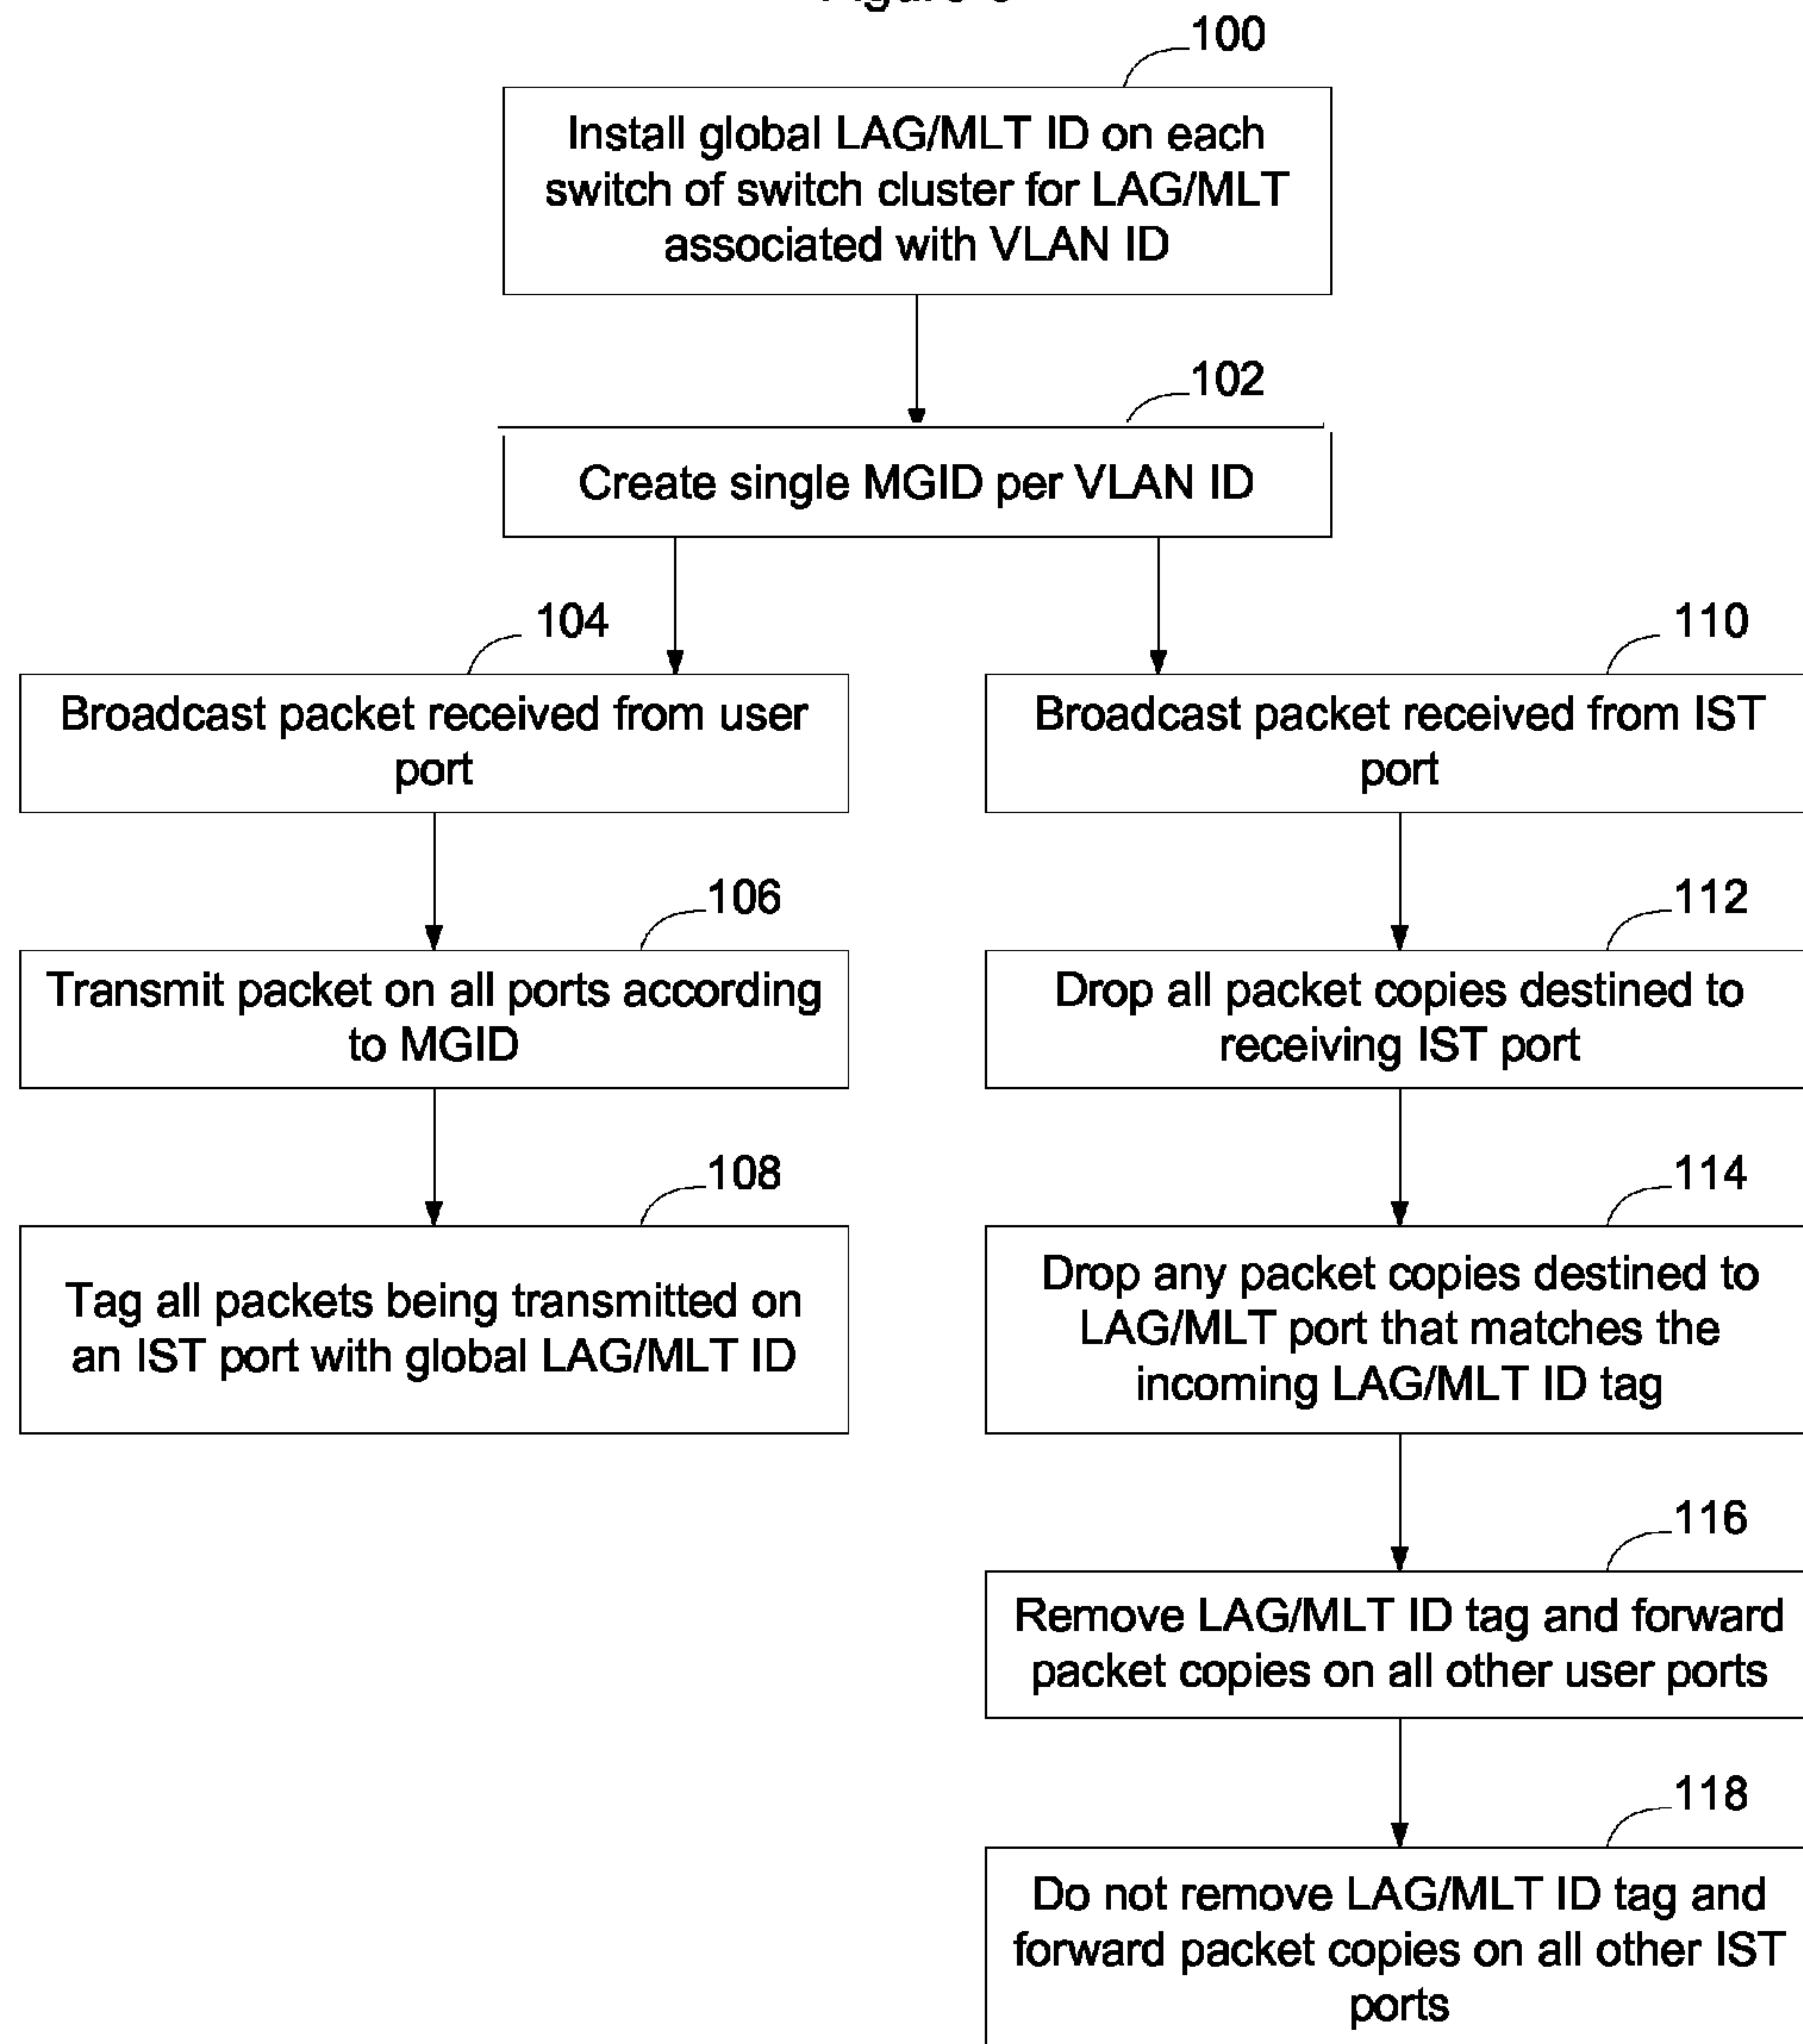 100
Install global LAG/MLT ID on each
switch of switch cluster for LAG/MLT
associated with VLAN ID
102
Create single MGID per VLAN ID
104
Broadcast packet received from user
port
106
Transmit packet on all ports according
to MGID
108
Tag all packets being transmitted on
an IST port with global LAG/MLT ID
110
Broadcast packet received from IST
port
112
Drop all packet copies destined to
receiving IST port
114
Drop any packet copies destined to
LAG/MLT port that matches the
incoming LAG/MLT ID tag
116
Remove LAG/MLT ID tag and forward
packet copies on all other user ports
118
Do not remove LAG/MLT ID tag and
forward packet copies on all other IST
ports